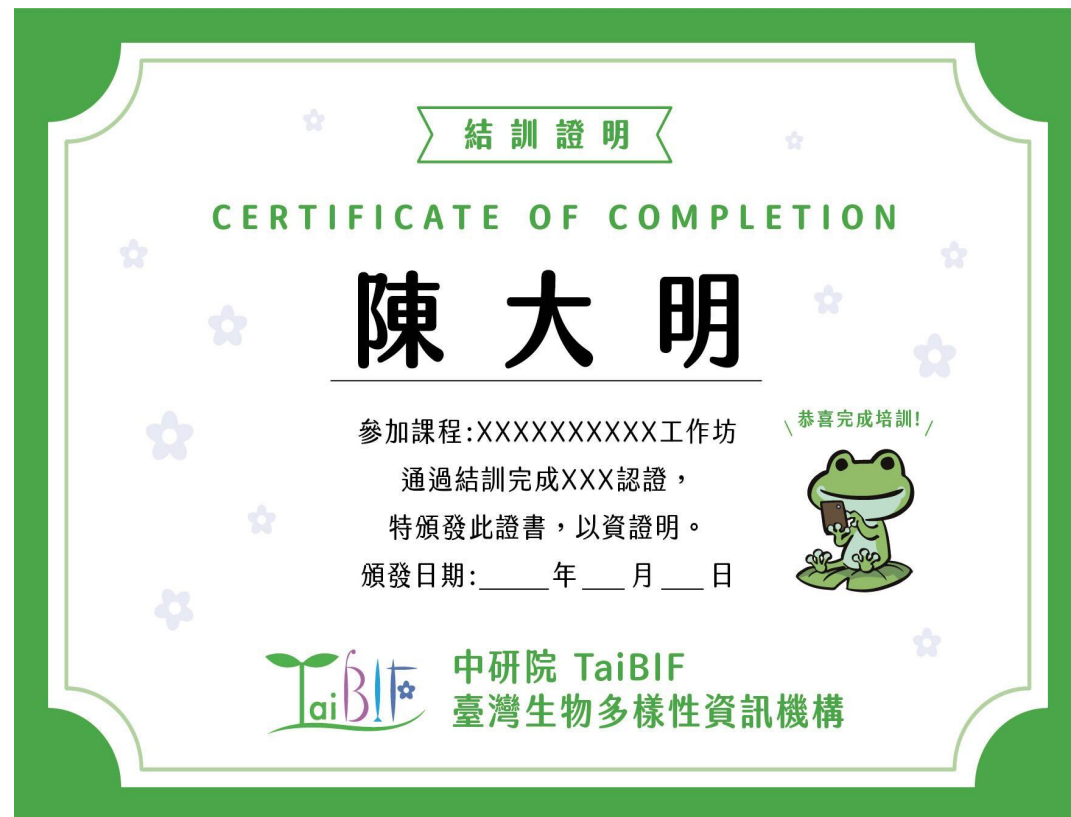 結訓證明
CERTIFICATE OF COMPLETION
陳大明
參加課程:XXXXXXXXXX工作坊
通過結訓完成XXX認證，
特頒發此證書，以資證明。
頒發日期:_____年___月___日
\恭喜完成培訓!/
TaiBIF
中研院 TaiBIF
臺灣生物多樣性資訊機構